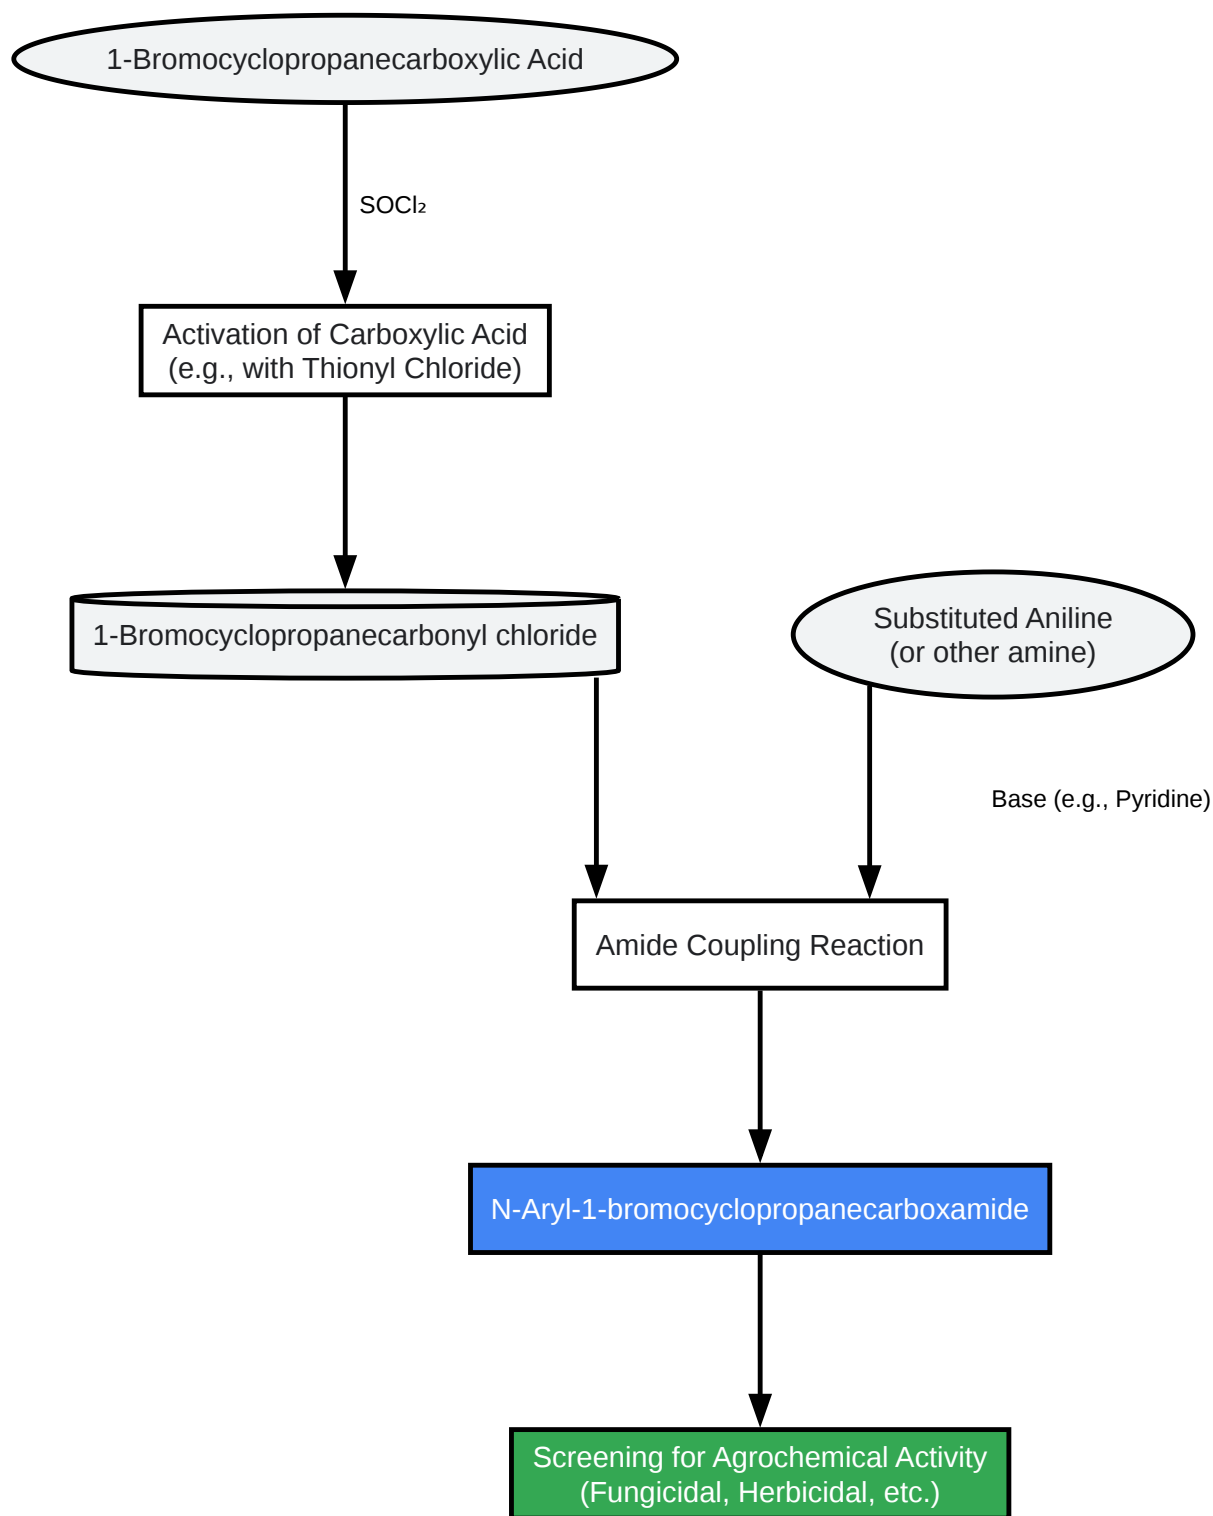 1-Bromocyclopropanecarboxylic Acid
SOCl₂
Activation of Carboxylic Acid
(e.g., with Thionyl Chloride)
1-Bromocyclopropanecarbonyl chloride
Substituted Aniline
(or other amine)
Base (e.g., Pyridine)
Amide Coupling Reaction
N-Aryl-1-bromocyclopropanecarboxamide
Screening for Agrochemical Activity
(Fungicidal, Herbicidal, etc.)